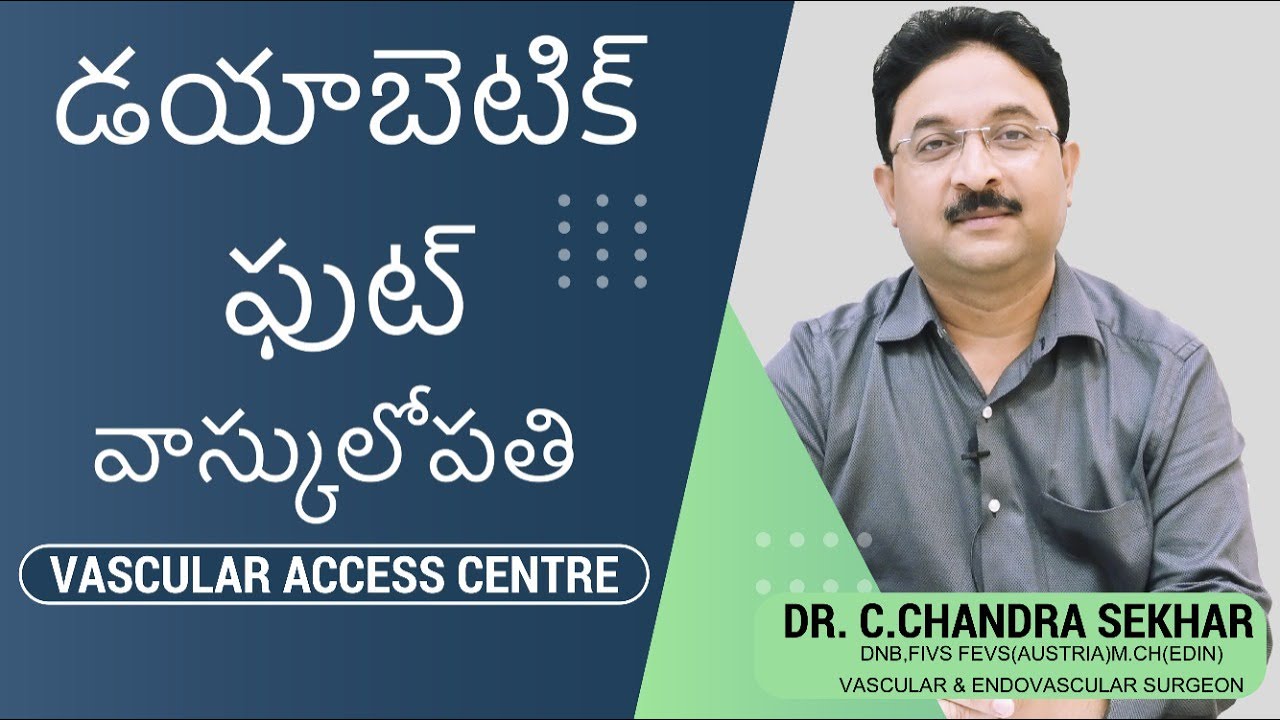 డయాబెటిక్
ఫుట్
వాస్కులోపతి
VASCULAR ACCESS CENTRE
DR. C.CHANDRA SEKHAR
DNB,FIVS FEVS(AUSTRIA)M.CH(EDIN)
VASCULAR & ENDOVASCULAR SURGEON